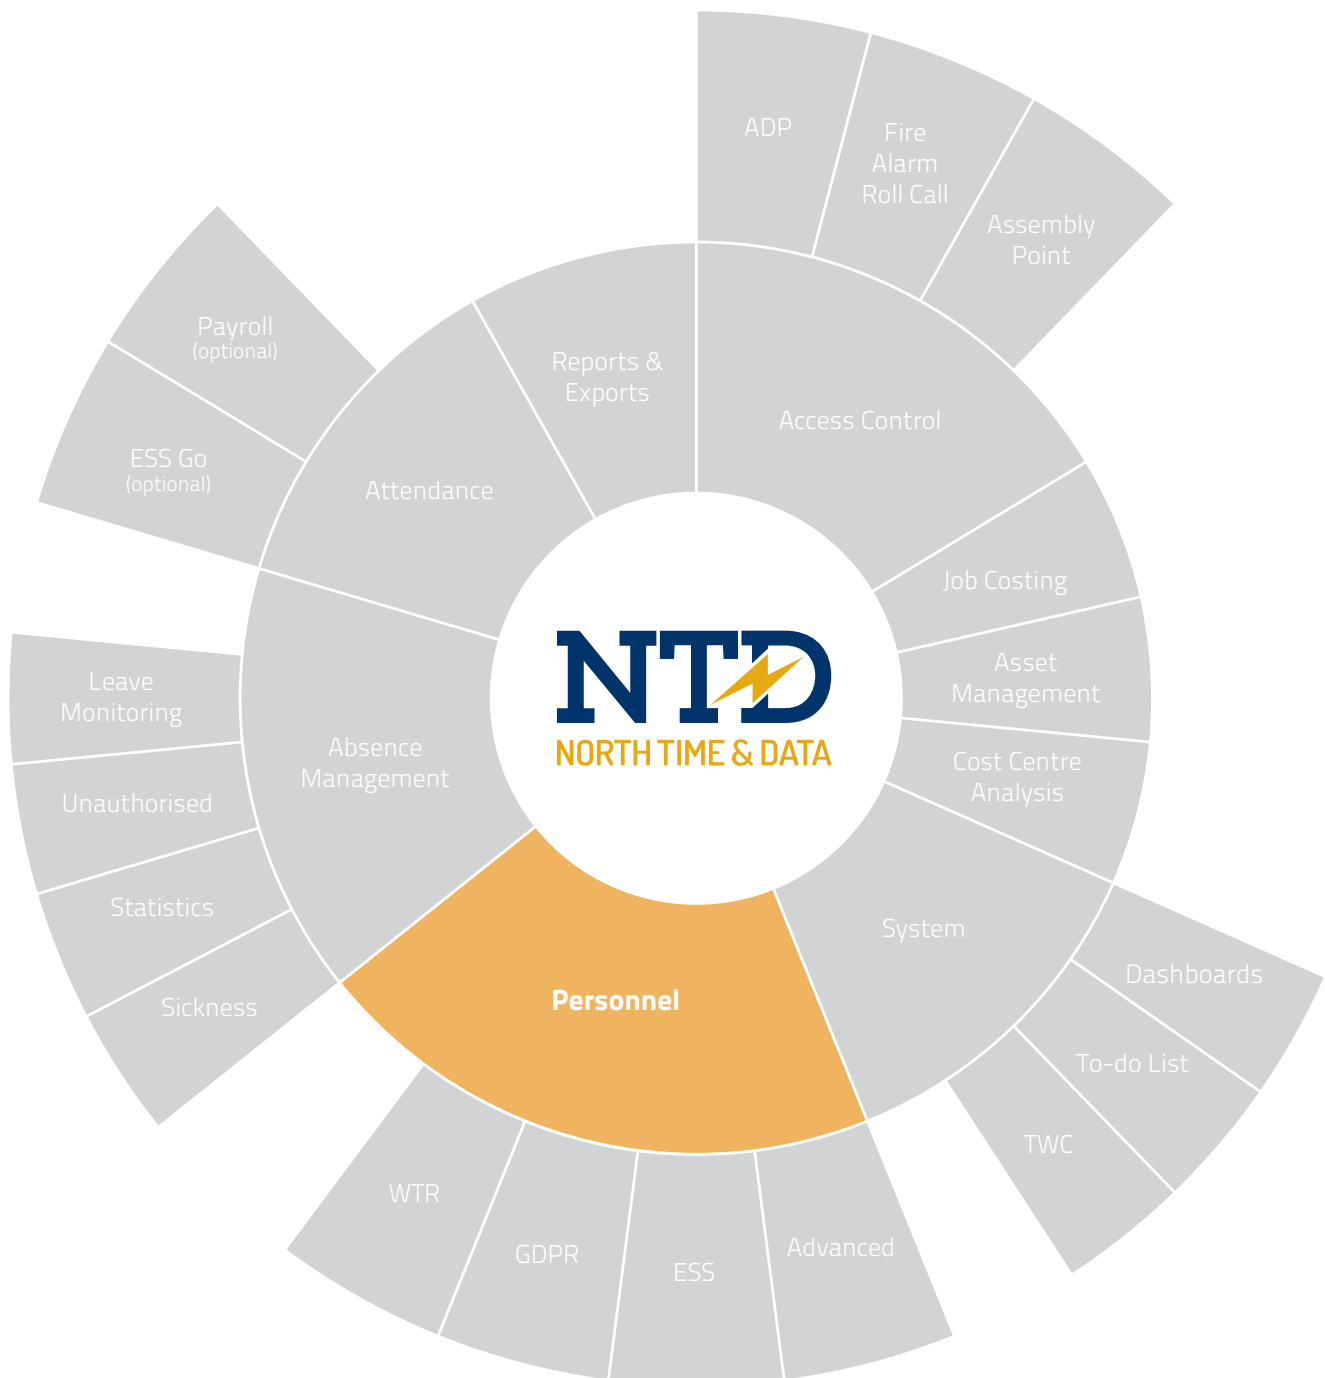 ADP
Fire
Alarm
Roll Call
Assembly
Point
Payroll
(optional)
ESS Go
(optional)
Reports &
Exports
Access Control
Attendance
Job Costing
Asset
Management
Cost Centre
Analysis
NTD
NORTH TIME & DATA
Leave
Monitoring
Absence
Management
Unauthorised
Statistics
Sickness
System
Personnel
Dashboards
To-do List
TWC
WTR
GDPR
ESS
Advanced